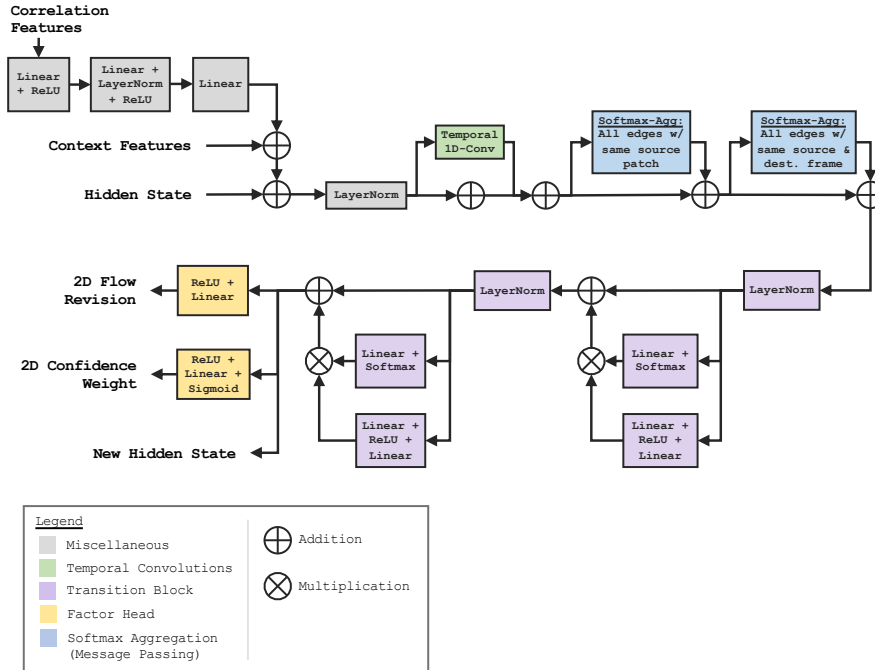 Correlation
Features
Linear
+ ReLU
Linear +
LayerNorm
+ ReLU
Linear
Context Features
Hidden State
LayerNorm
Temporal
1D-Conv
Softmax-Agg:
All edges w/
same source
patch
Softmax-Agg:
All edges w/
same source &
dest. frame
2D Flow
Revision
ReLU +
Linear
LayerNorm
LayerNorm
2D Confidence
Weight
ReLU +
Linear +
Sigmoid
Linear +
Softmax
Linear +
Softmax
New Hidden State
Linear +
ReLU +
Linear
Linear +
ReLU +
Linear
Legend
Miscellaneous
Temporal Convolutions
Transition Block
Factor Head
Softmax Aggregation
(Message Passing)
Addition
Multiplication